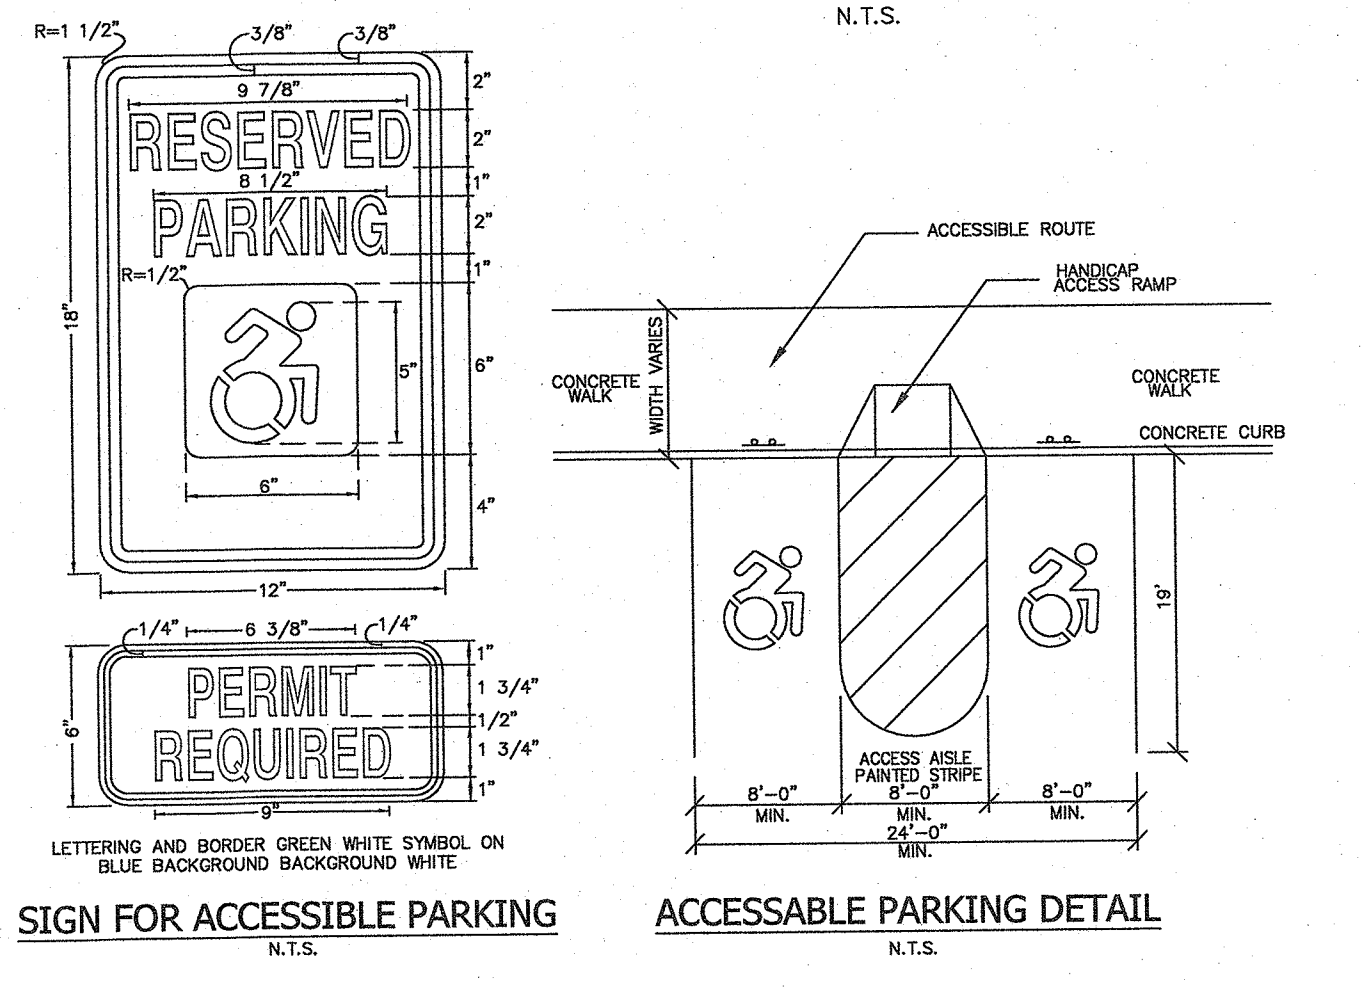 N.T.S.
R=1 1/2"
3/8"
3/8"
2"
9 7/8"
RESERVED
2"
8 1/2"
1"
PARKING
2"
R=1/2"
1"
18"
5"
6"
6"
4"
12"
1/4"
6 3/8"
1/4"
1"
PERMIT
1 3/4"
1/2"
6"
REQUIRED
1 3/4"
1"
9"
LETTERING AND BORDER GREEN WHITE SYMBOL ON
BLUE BACKGROUND BACKGROUND WHITE
SIGN FOR ACCESSIBLE PARKING
N.T.S.
ACCESSIBLE ROUTE
HANDICAP
ACCESS RAMP
WIDTH VARIES
CONCRETE
WALK
CONCRETE
WALK
CONCRETE CURB
19'
ACCESS AISLE
PAINTED STRIPE
8'-0"
MIN.
8'-0"
MIN.
8'-0"
MIN.
24'-0"
MIN.
ACCESSABLE PARKING DETAIL
N.T.S.